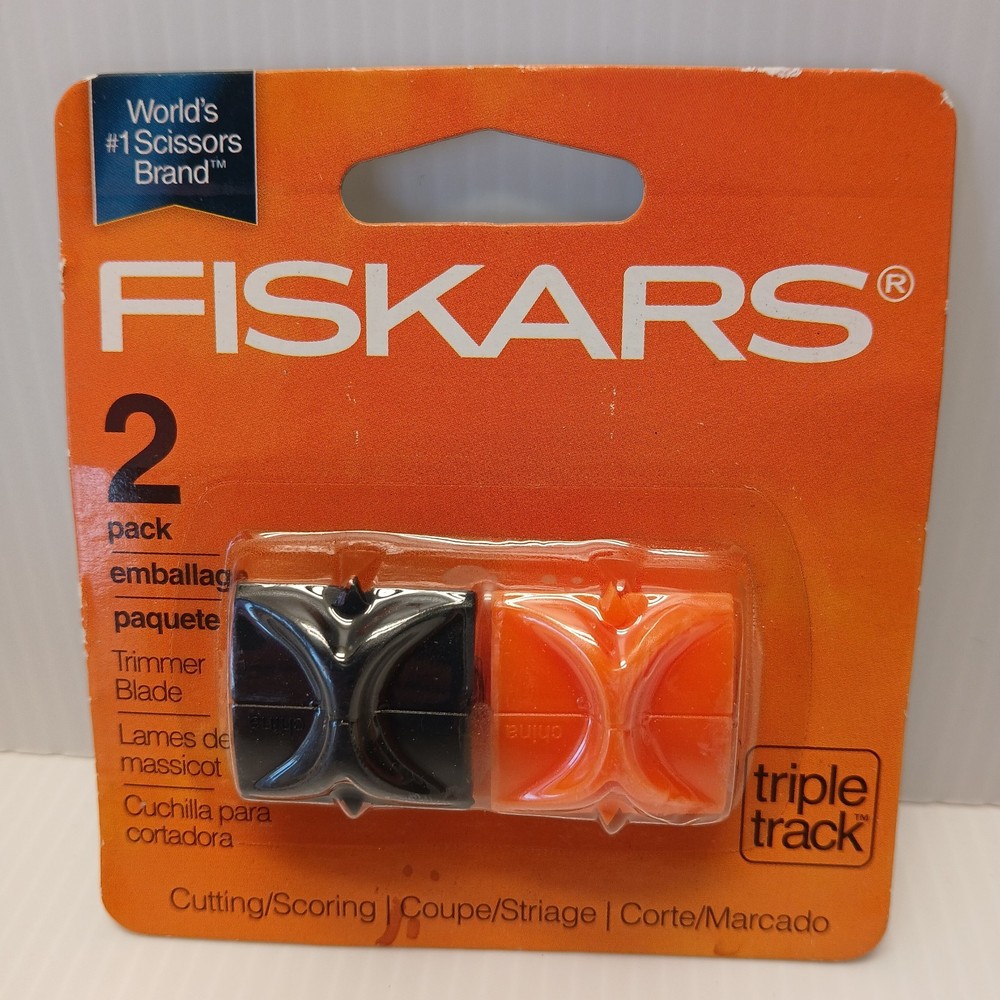 World's
#1 Scissors
Brand™
FISKARS®
2
pack
emballag
paquete
Trimmer
Blade
Lames de
massicot
Cuchilla para
cortadora
china
china
triple
track™
Cutting/Scoring | Coupe/Striage | Corte/Marcado